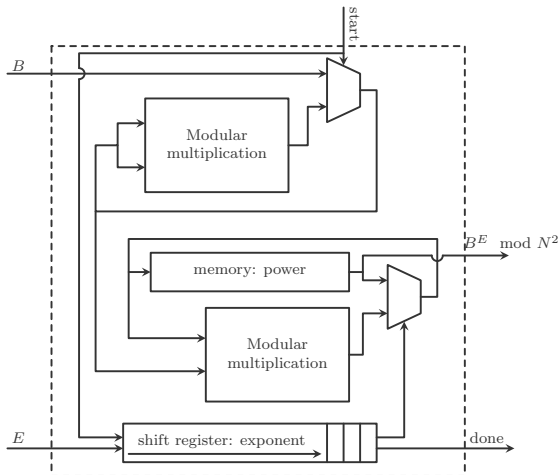 start
B
Modular
multiplication
B^E mod N^2
memory: power
Modular
multiplication
E
shift register: exponent
done